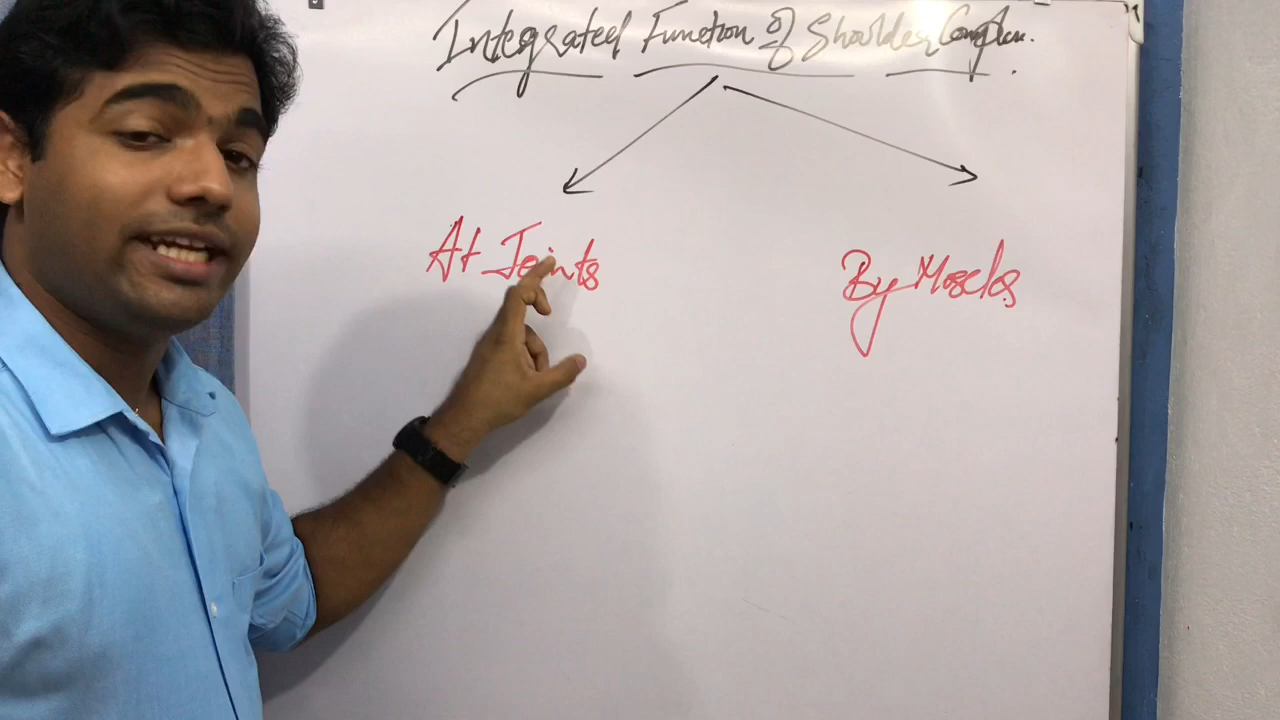 Integrated Function of Shoulder Complex.
At Joints
By Muscles